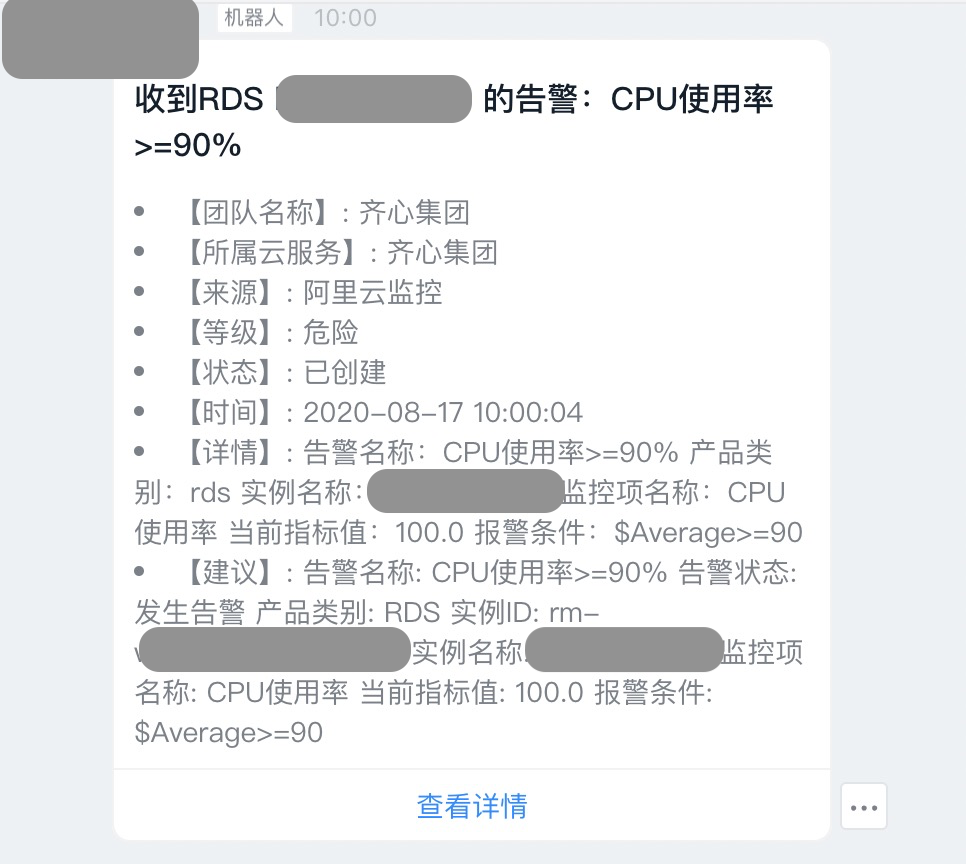 机器人 10:00
收到RDS 的告警：CPU使用率
>=90%
• 【团队名称】: 齐心集团
• 【所属云服务】: 齐心集团
• 【来源】: 阿里云监控
• 【等级】: 危险
• 【状态】: 已创建
• 【时间】: 2020-08-17 10:00:04
• 【详情】: 告警名称：CPU使用率>=90% 产品类
别：rds 实例名称: 监控项名称：CPU
使用率 当前指标值：100.0 报警条件：$Average>=90
• 【建议】: 告警名称: CPU使用率>=90% 告警状态:
发生告警 产品类别: RDS 实例ID: rm-
实例名称: 监控项
名称: CPU使用率 当前指标值: 100.0 报警条件:
$Average>=90
查看详情